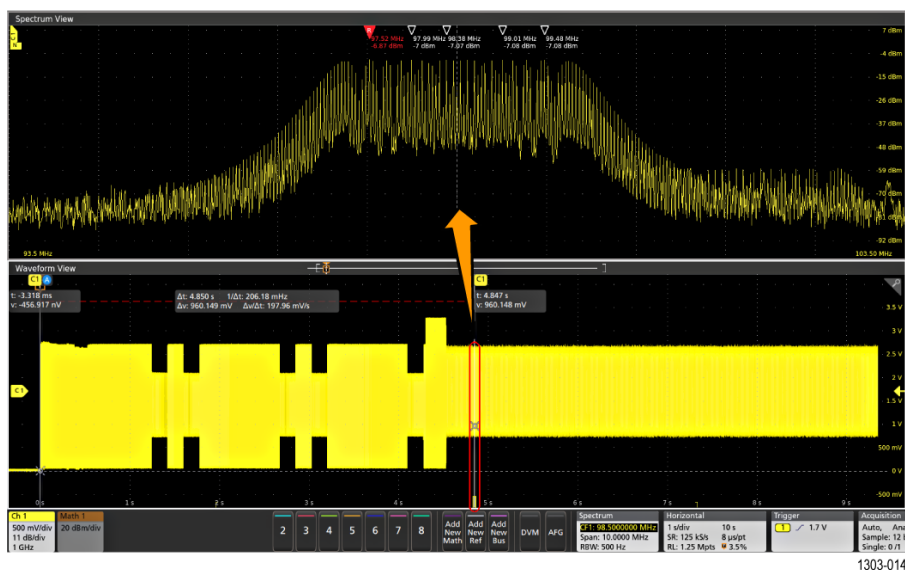 Spectrum View
C1
N
R
97.52 MHz 97.99 MHz 98.38 MHz 99.01 MHz 99.48 MHz
-6.87 dBm -7 dBm -7.07 dBm -7.08 dBm -7.08 dBm
7 dBm
-4 dBm
-15 dBm
-26 dBm
-37 dBm
-48 dBm
-59 dBm
-70 dBm
-81 dBm
-92 dBm
93.5 MHz 103.50 MHz
Waveform View
C1 A C1
t: -3.318 ms Δt: 4.850 s 1/Δt: 206.18 mHz t: 4.847 s
v: -456.917 mV Δv: 960.149 mV Δv/Δt: 197.96 mV/s v: 960.148 mV
3.5 V
3 V
2 V
C1
1.5 V
1 V
500 mV
0 V
-500 mV
0 s 1 s 2 s 3 s 4 s 5 s 6 s 7 s 8 s 9 s
Ch 1 Math 1 Spectrum Horizontal Trigger Acquisition
500 mV/div 20 dBm/div 2 3 4 5 6 7 8 Add New Math Add New Ref Add New Bus DVM AFG CF1: 98.5000000 MHz 1 s/div 10 s 1 1.7 V Auto, Ana
11 dB/div Span: 10.0000 MHz SR: 125 kS/s 8 µs/pt Sample: 12 b
1 GHz RBW: 500 Hz RL: 1.25 Mpts 3.5% Single: 0/1
1303-014